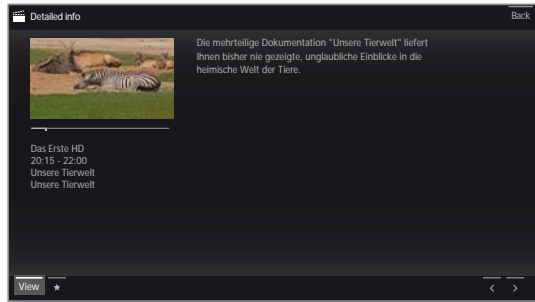 Detailed info
Back
Die mehrteilige Dokumentation "Unsere Tierwelt" liefert
Ihnen bisher nie gezeigte, unglaubliche Einblicke in die
heimische Welt der Tiere.
Das Erste HD
20:15 - 22:00
Unsere Tierwelt
Unsere Tierwelt
View